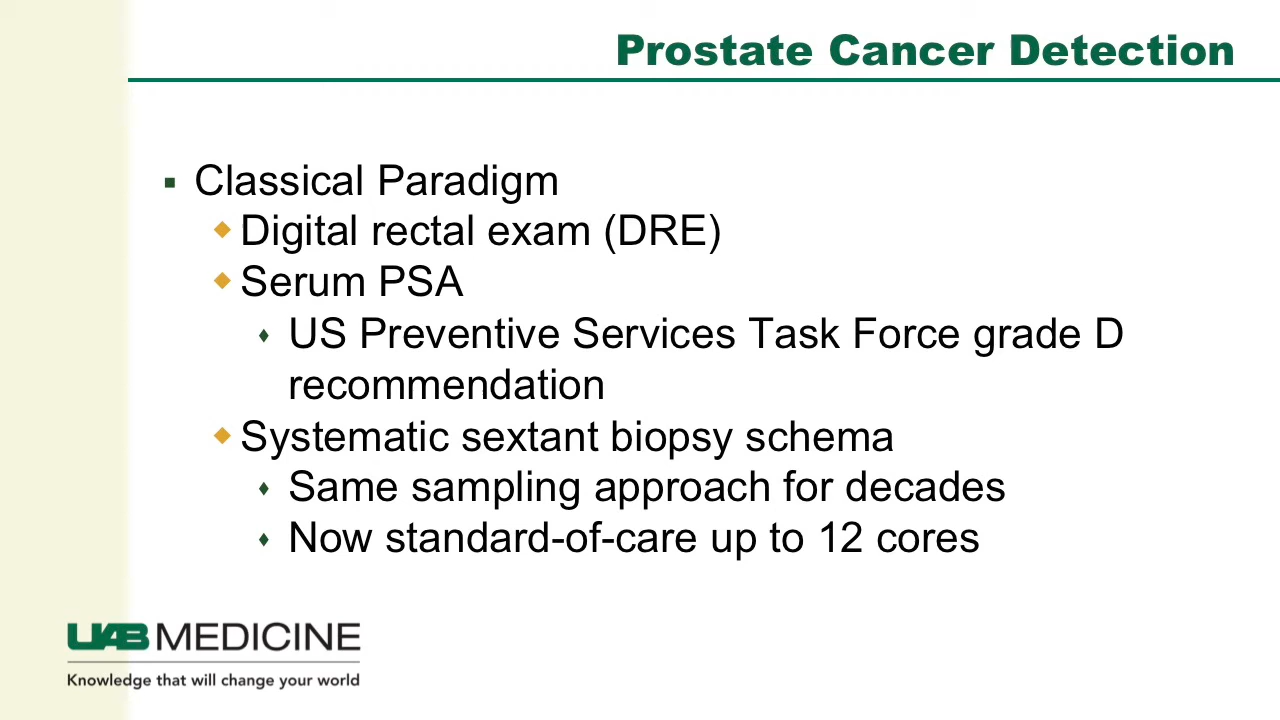 Prostate Cancer Detection
▪ Classical Paradigm
◆ Digital rectal exam (DRE)
◆ Serum PSA
♦ US Preventive Services Task Force grade D
recommendation
◆ Systematic sextant biopsy schema
♦ Same sampling approach for decades
♦ Now standard-of-care up to 12 cores
UAB MEDICINE
Knowledge that will change your world